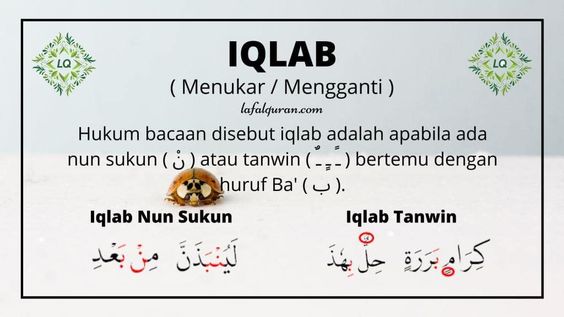 LQ
LQ
IQLAB
( Menukar / Mengganti )
lafalquran.com
Hukum bacaan disebut iqlab adalah apabila ada
nun sukun ( نْ ) atau tanwin ( ـً ـٍ ـٌ ) bertemu dengan
huruf Ba' ( ب ).
Iqlab Nun Sukun
Iqlab Tanwin
لَيُنْبَذَنَّ مِنْ بَعْدِ
كِرَامٍ بَرَرَةٍ حِلٌّ بِهٰذَ